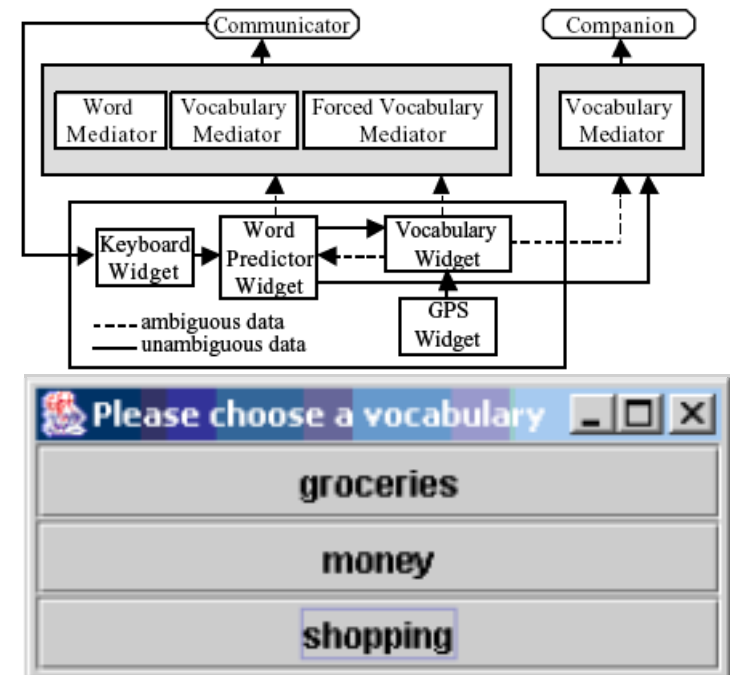 Communicator
Companion
Word
Mediator
Vocabulary
Mediator
Forced Vocabulary
Mediator
Vocabulary
Mediator
Keyboard
Widget
Word
Predictor
Widget
Vocabulary
Widget
GPS
Widget
ambiguous data
unambiguous data
Please choose a vocabulary
groceries
money
shopping